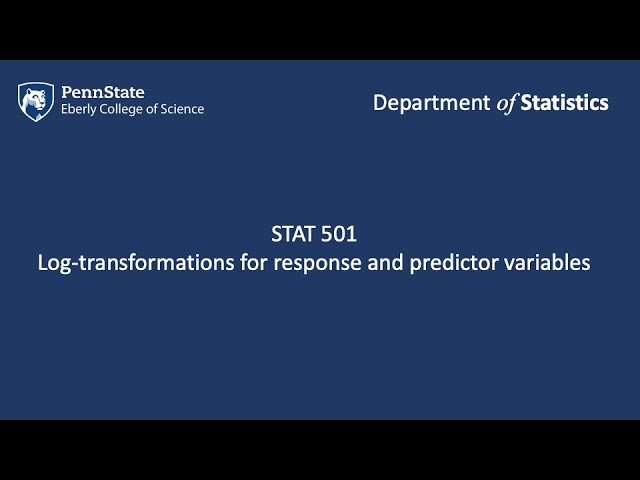 PennState
Eberly College of Science
Department of Statistics
STAT 501
Log-transformations for response and predictor variables